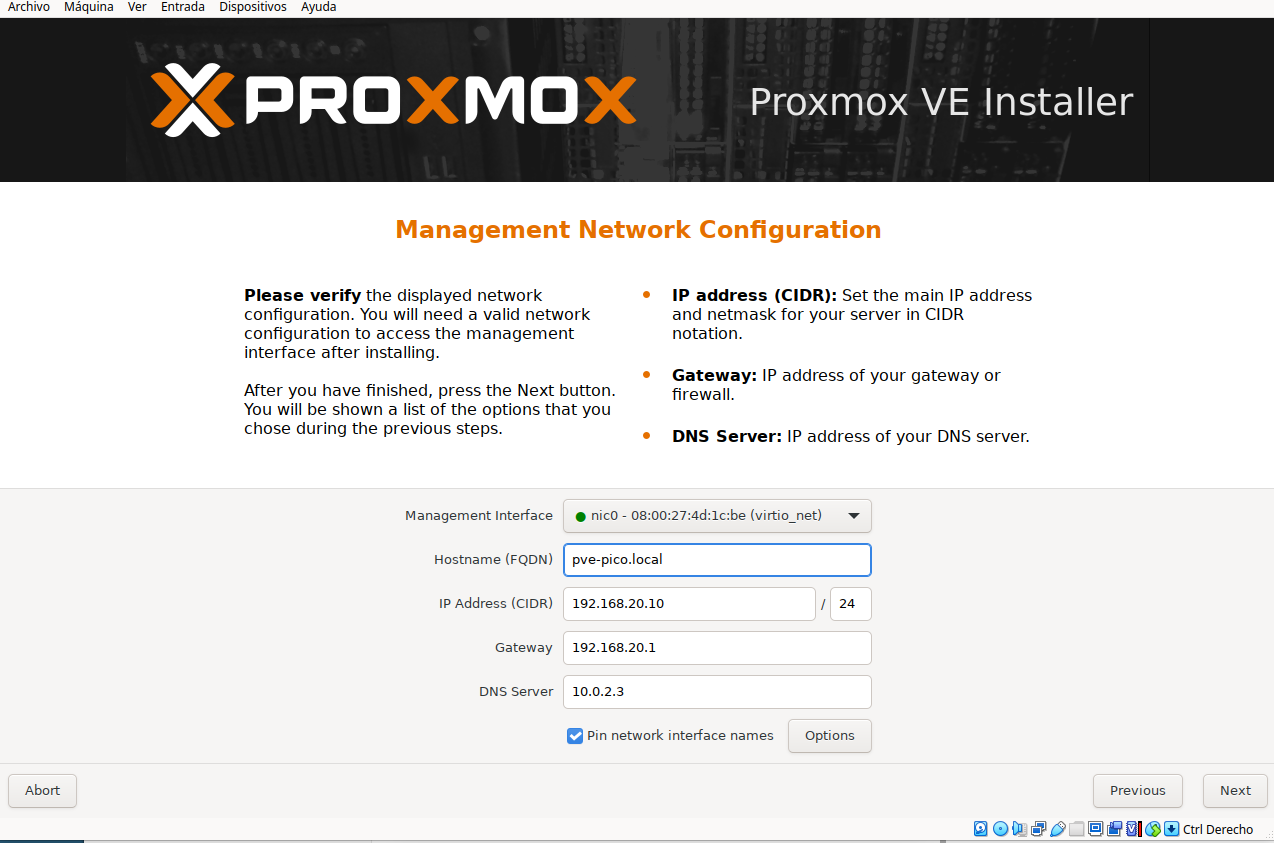 Archivo Máquina Ver Entrada Dispositivos Ayuda
PROXMOX
Proxmox VE Installer
Management Network Configuration
Please verify the displayed network
configuration. You will need a valid network
configuration to access the management
interface after installing.
After you have finished, press the Next button.
You will be shown a list of the options that you
chose during the previous steps.
IP address (CIDR): Set the main IP address
and netmask for your server in CIDR
notation.
Gateway: IP address of your gateway or
firewall.
DNS Server: IP address of your DNS server.
Management Interface nic0 - 08:00:27:4d:1c:be (virtio_net)
Hostname (FQDN) pve-pico.local
IP Address (CIDR) 192.168.20.10 / 24
Gateway 192.168.20.1
DNS Server 10.0.2.3
Pin network interface names Options
Abort Previous Next
Ctrl Derecho